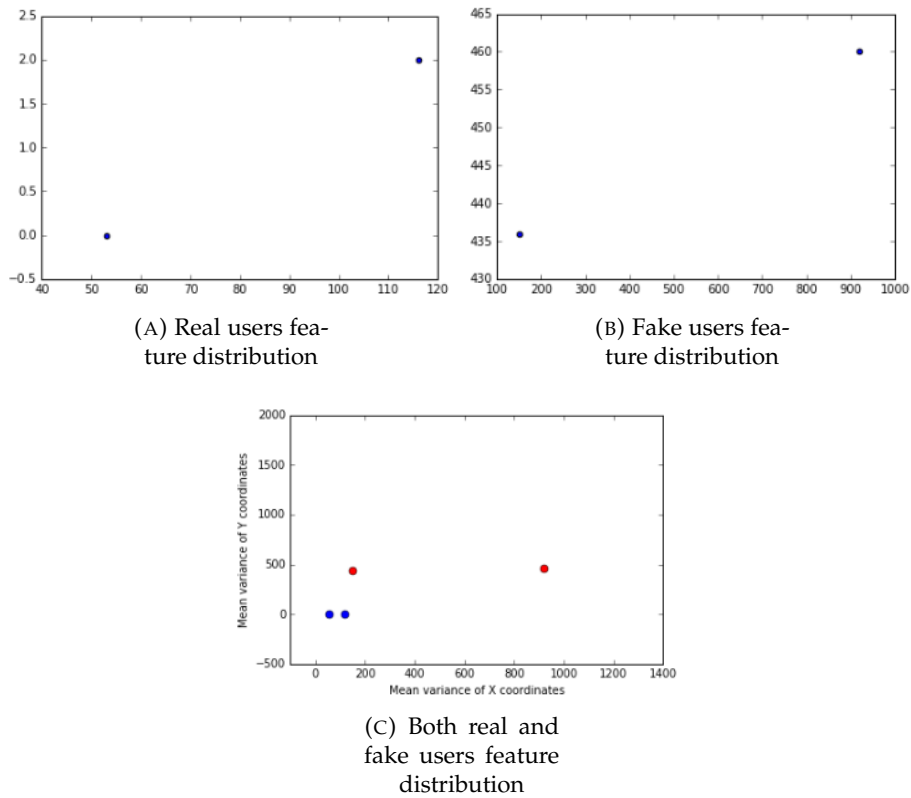 2.5
2.0
1.5
1.0
0.5
0.0
−0.5
40 50 60 70 80 90 100 110 120
(A) Real users fea-
ture distribution
465
460
455
450
445
440
435
430
100 200 300 400 500 600 700 800 900 1000
(B) Fake users fea-
ture distribution
Mean variance of Y coordinates
2000
1500
1000
500
0
−500
0 200 400 600 800 1000 1200 1400
Mean variance of X coordinates
(C) Both real and
fake users feature
distribution